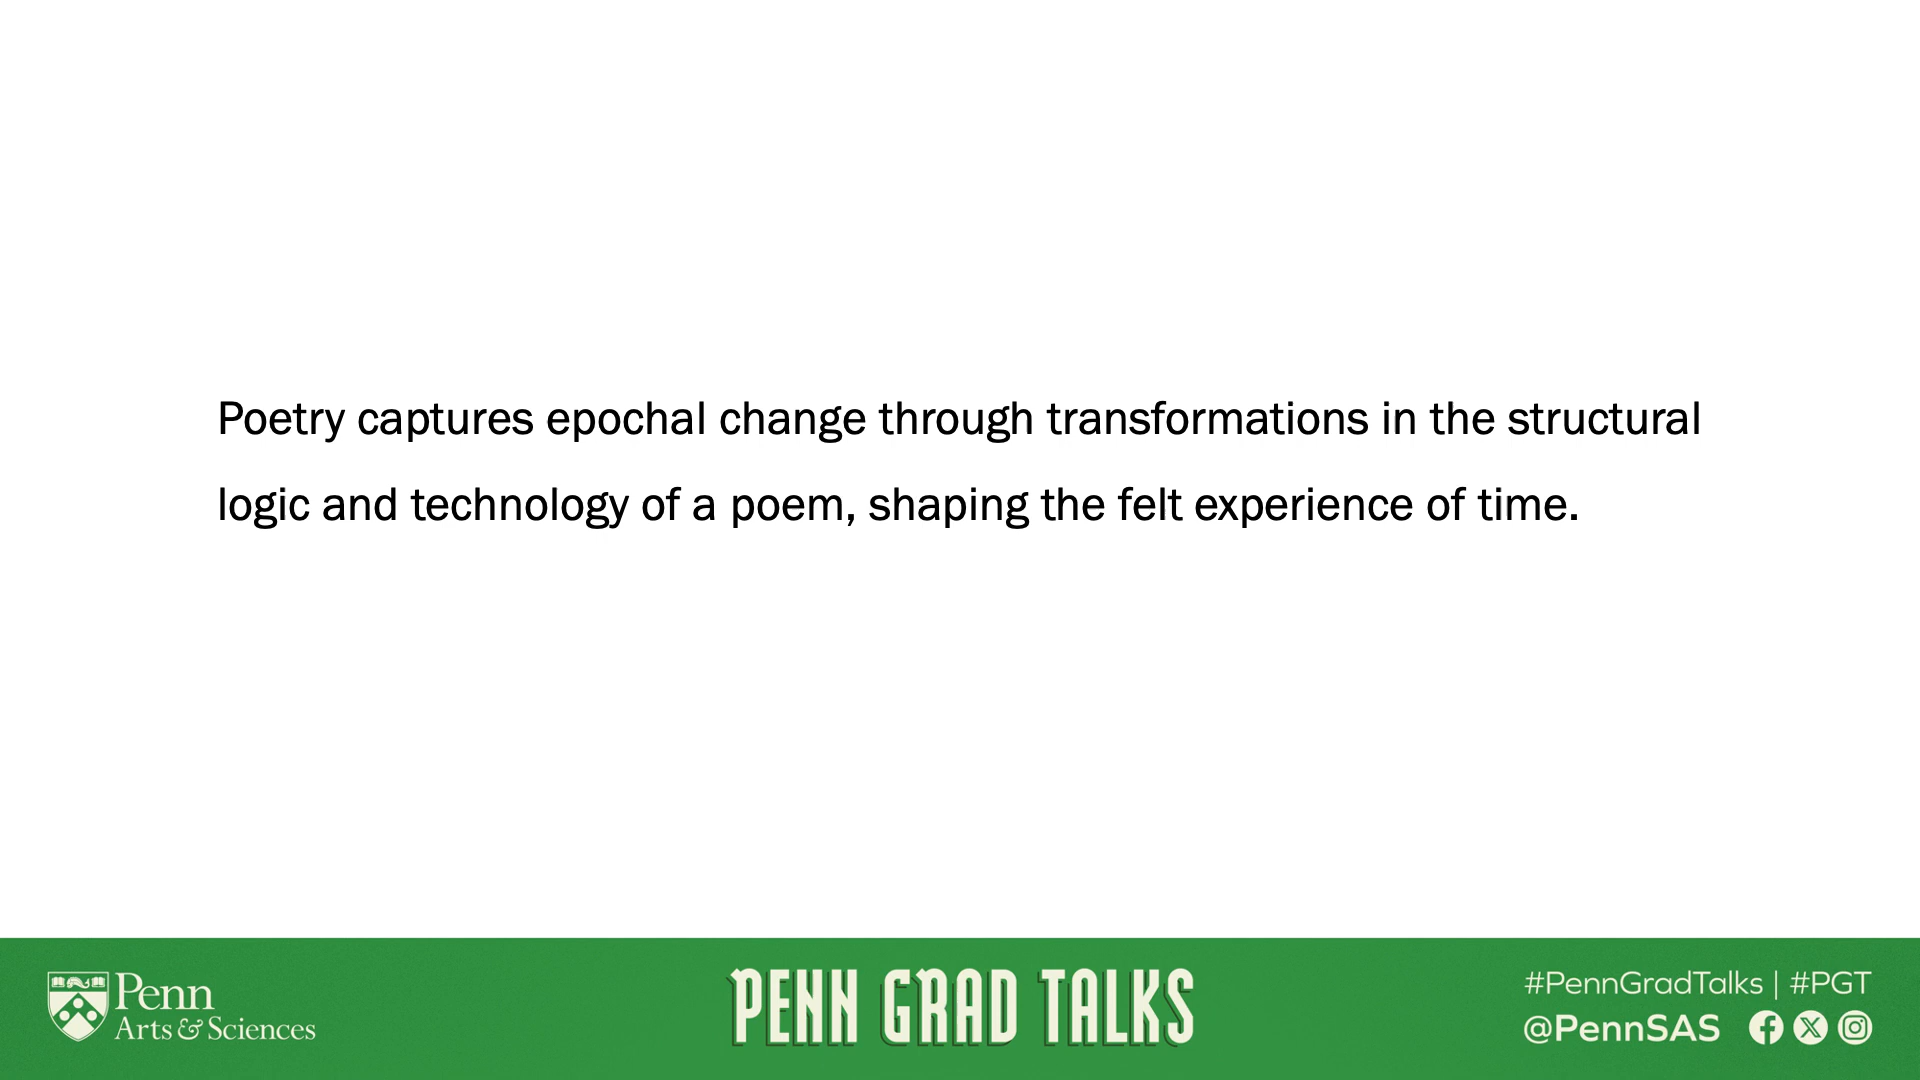 Poetry captures epochal change through transformations in the structural
logic and technology of a poem, shaping the felt experience of time.
Penn
Arts & Sciences
PENN GRAD TALKS
#PennGradTalks | #PGT
@PennSAS